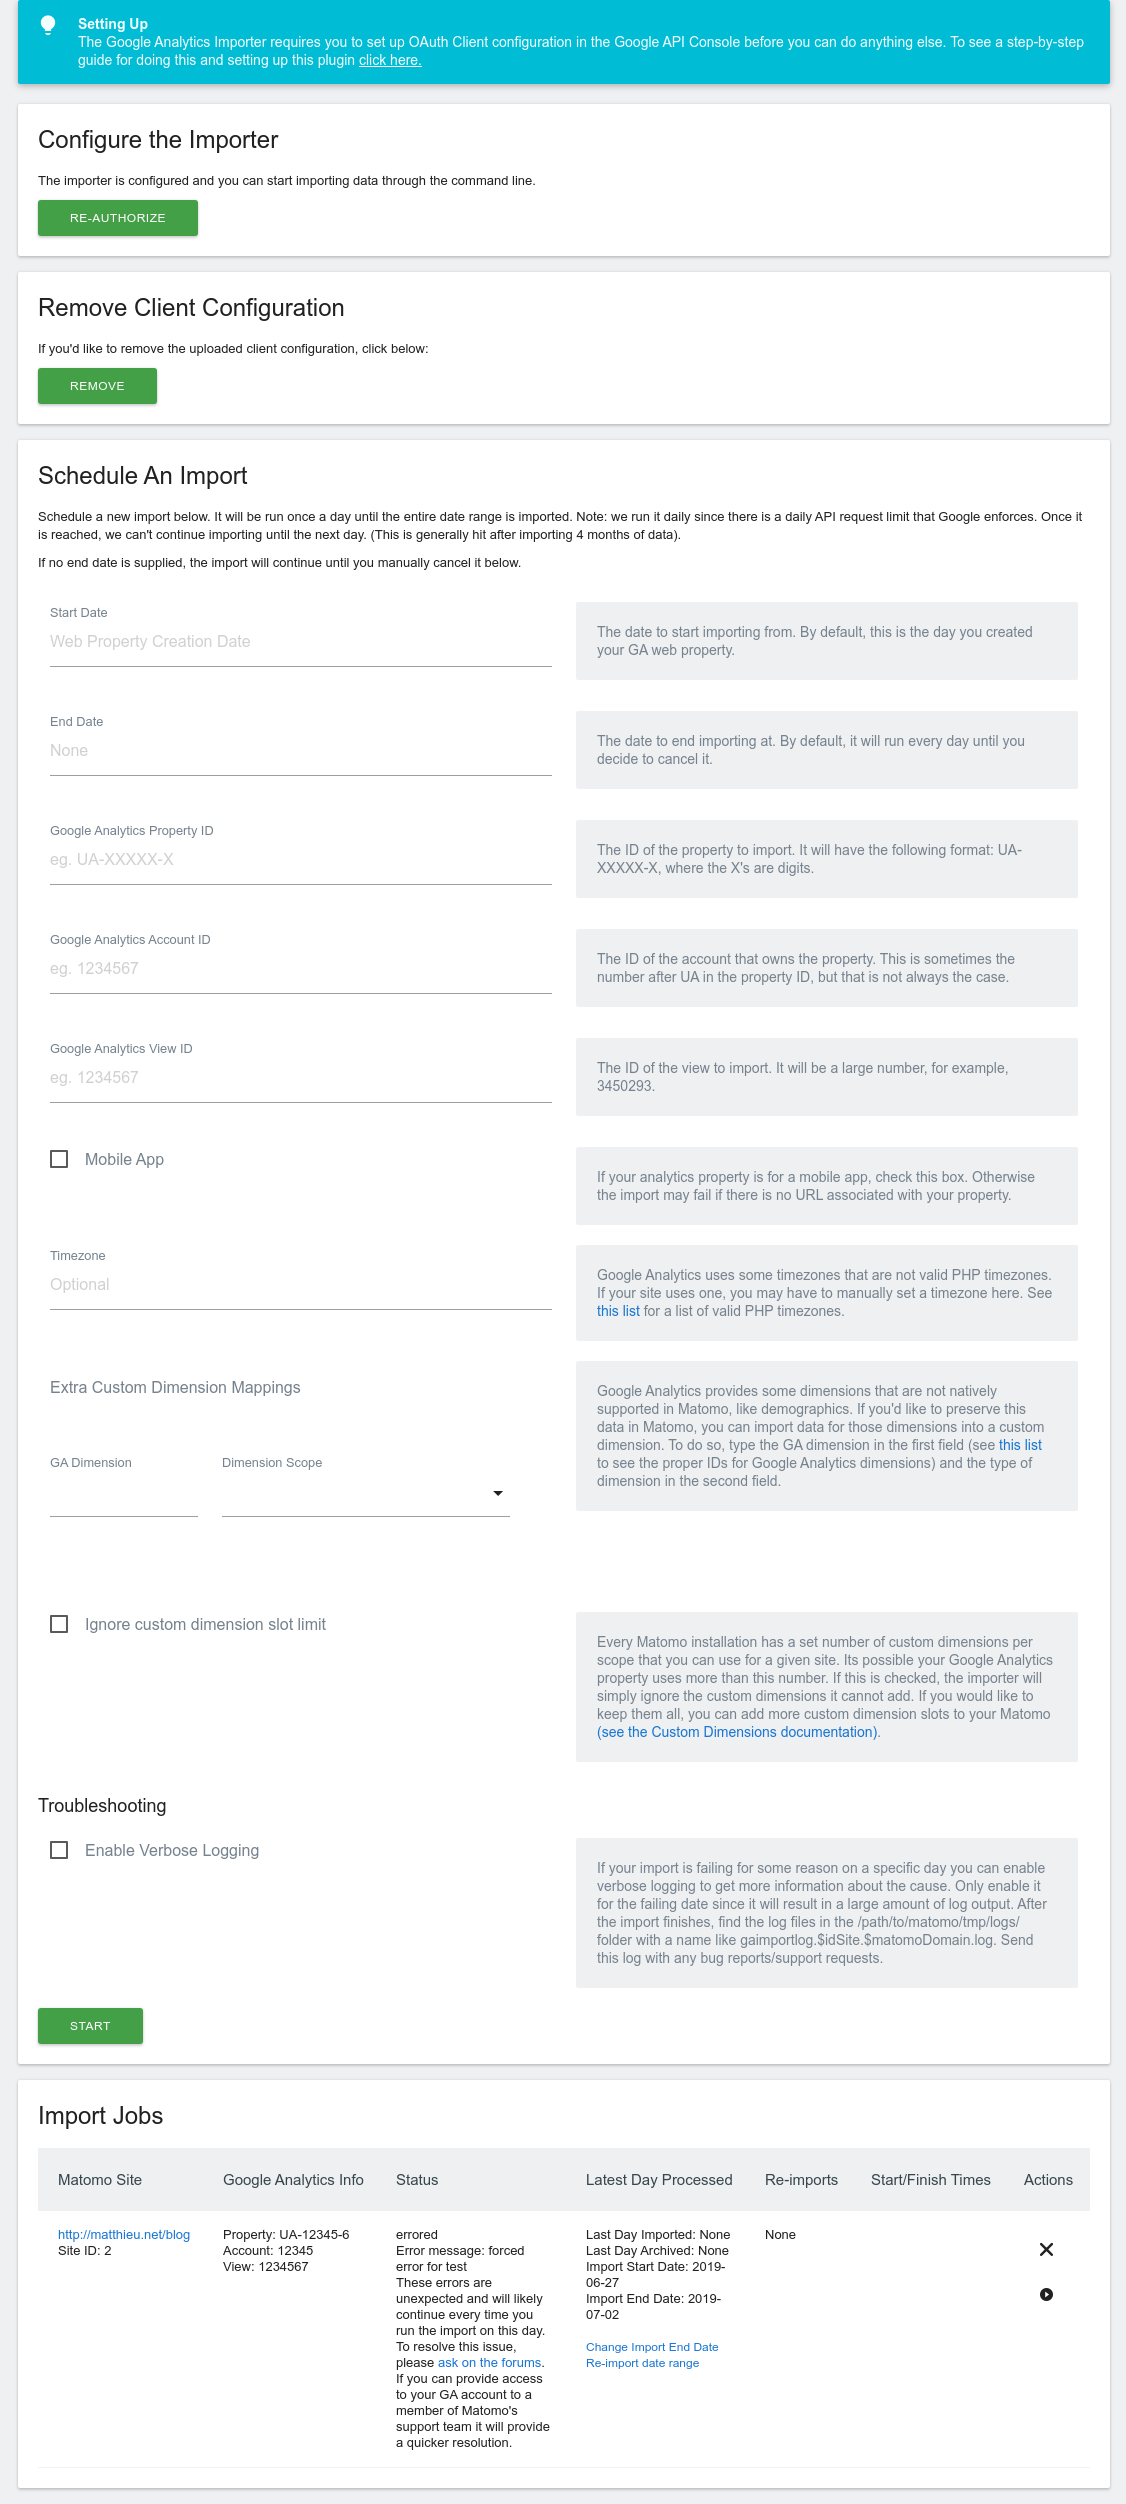 Setting Up
The Google Analytics Importer requires you to set up OAuth Client configuration in the Google API Console before you can do anything else. To see a step-by-step
guide for doing this and setting up this plugin click here.
Configure the Importer
The importer is configured and you can start importing data through the command line.
RE-AUTHORIZE
Remove Client Configuration
If you'd like to remove the uploaded client configuration, click below:
REMOVE
Schedule An Import
Schedule a new import below. It will be run once a day until the entire date range is imported. Note: we run it daily since there is a daily API request limit that Google enforces. Once it
is reached, we can't continue importing until the next day. (This is generally hit after importing 4 months of data).
If no end date is supplied, the import will continue until you manually cancel it below.
Start Date
Web Property Creation Date
The date to start importing from. By default, this is the day you created
your GA web property.
End Date
None
The date to end importing at. By default, it will run every day until you
decide to cancel it.
Google Analytics Property ID
eg. UA-XXXXX-X
The ID of the property to import. It will have the following format: UA-
XXXXX-X, where the X's are digits.
Google Analytics Account ID
eg. 1234567
The ID of the account that owns the property. This is sometimes the
number after UA in the property ID, but that is not always the case.
Google Analytics View ID
eg. 1234567
The ID of the view to import. It will be a large number, for example,
3450293.
Mobile App
If your analytics property is for a mobile app, check this box. Otherwise
the import may fail if there is no URL associated with your property.
Timezone
Optional
Google Analytics uses some timezones that are not valid PHP timezones.
If your site uses one, you may have to manually set a timezone here. See
this list for a list of valid PHP timezones.
Extra Custom Dimension Mappings
GA Dimension
Dimension Scope
Google Analytics provides some dimensions that are not natively
supported in Matomo, like demographics. If you'd like to preserve this
data in Matomo, you can import data for those dimensions into a custom
dimension. To do so, type the GA dimension in the first field (see this list
to see the proper IDs for Google Analytics dimensions) and the type of
dimension in the second field.
Ignore custom dimension slot limit
Every Matomo installation has a set number of custom dimensions per
scope that you can use for a given site. Its possible your Google Analytics
property uses more than this number. If this is checked, the importer will
simply ignore the custom dimensions it cannot add. If you would like to
keep them all, you can add more custom dimension slots to your Matomo
(see the Custom Dimensions documentation).
Troubleshooting
Enable Verbose Logging
If your import is failing for some reason on a specific day you can enable
verbose logging to get more information about the cause. Only enable it
for the failing date since it will result in a large amount of log output. After
the import finishes, find the log files in the /path/to/matomo/tmp/logs/
folder with a name like gaimportlog.$idSite.$matomoDomain.log. Send
this log with any bug reports/support requests.
START
Import Jobs
Matomo Site
Google Analytics Info
Status
Latest Day Processed
Re-imports
Start/Finish Times
Actions
http://matthieu.net/blog
Site ID: 2
Property: UA-12345-6
Account: 12345
View: 1234567
errored
Error message: forced
error for test
These errors are
unexpected and will likely
continue every time you
run the import on this day.
To resolve this issue,
please ask on the forums.
If you can provide access
to your GA account to a
member of Matomo's
support team it will provide
a quicker resolution.
Last Day Imported: None
Last Day Archived: None
Import Start Date: 2019-
06-27
Import End Date: 2019-
07-02
Change Import End Date
Re-import date range
None